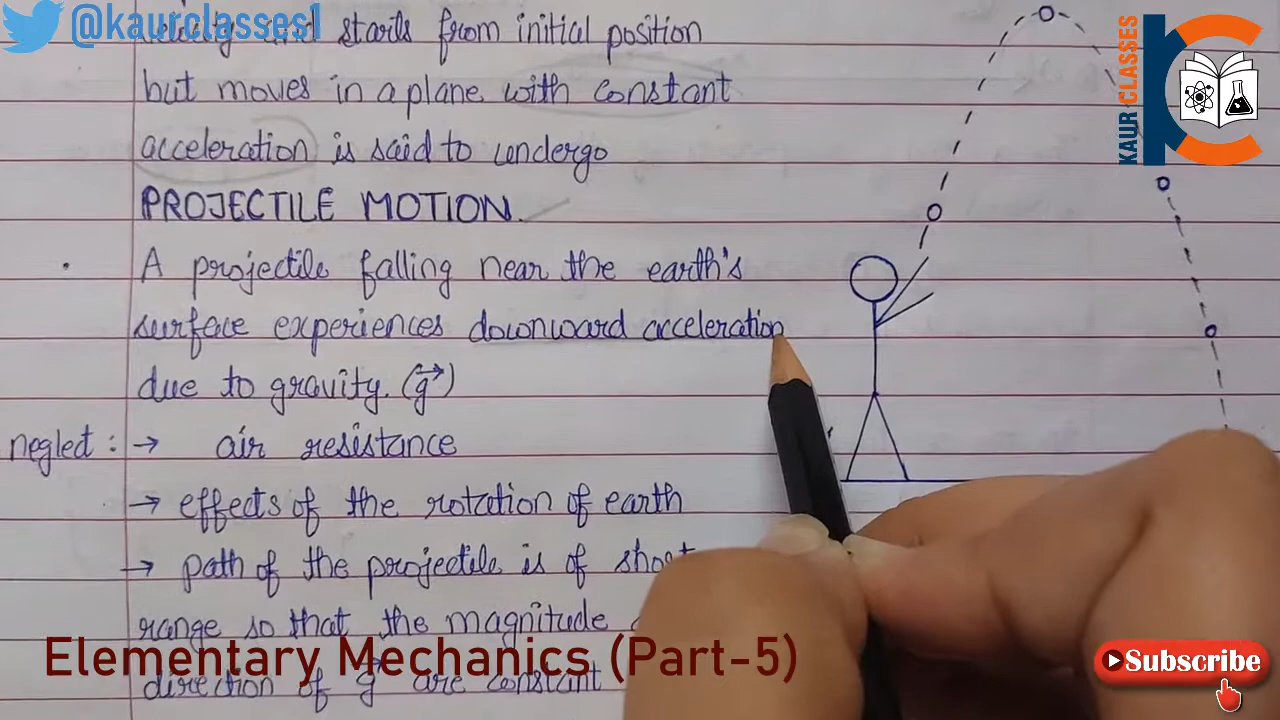 @kaurclasses1
and starts from initial position
but moves in a plane with constant
acceleration is said to undergo
PROJECTILE MOTION.
A projectile falling near the earth's
surface experiences downward acceleration
due to gravity. (g→)
neglect : → air resistance
→ effects of the rotation of earth
→ path of the projectile is of short
range so that the magnitude
direction of g→ are constant
Elementary Mechanics (Part-5)
KAUR CLASSES
Subscribe